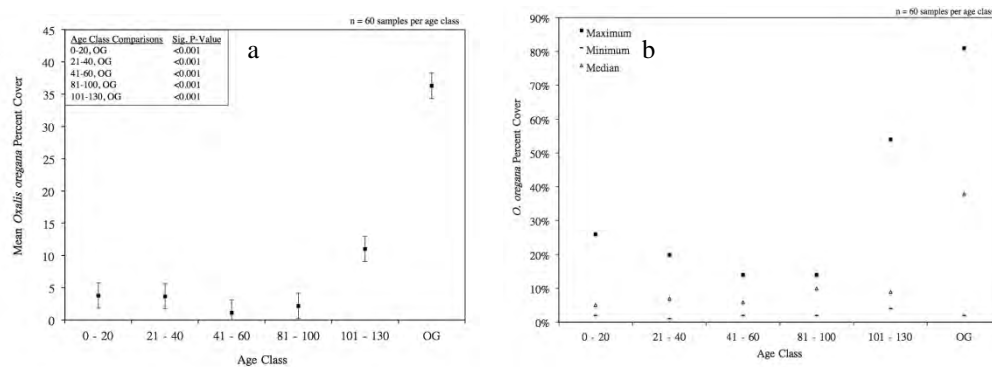 n = 60 samples per age class
45
40
35
30
25
20
15
10
5
0
Mean Oxalis oregana Percent Cover
Age Class Comparisons Sig. P-Value
0-20, OG <0.001
21-40, OG <0.001
41-60, OG <0.001
81-100, OG <0.001
101-130, OG <0.001
a
0 - 20 21 - 40 41 - 60 81 - 100 101 - 130 OG
Age Class
n = 60 samples per age class
90%
80%
70%
60%
50%
40%
30%
20%
10%
0%
O. oregana Percent Cover
Maximum
Minimum
Median
b
0 - 20 21 - 40 41 - 60 81 - 100 101 - 130 OG
Age Class